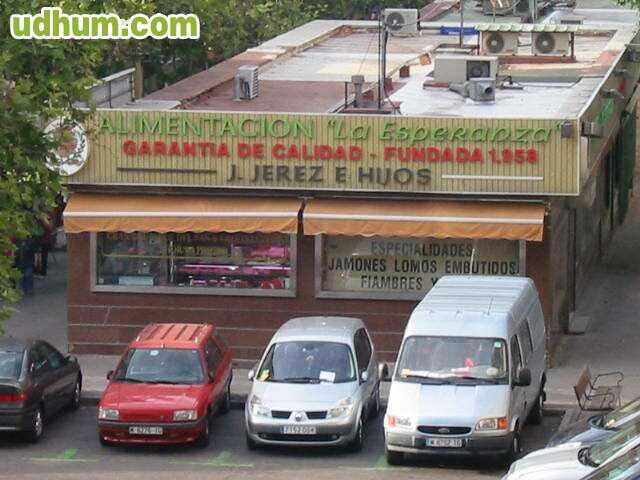 udhum.com
ALIMENTACION "La Esperanza"
GARANTIA DE CALIDAD - FUNDADA 1.958
J. JEREZ E HIJOS
ESPECIALIDADES
JAMONES LOMOS EMBUTIDOS
FIAMBRES Y